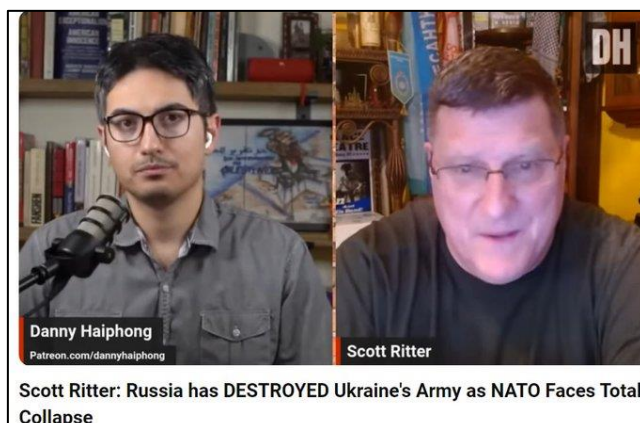 DH
Danny Haiphong
Patreon.com/dannyhaiphong
Scott Ritter
Scott Ritter: Russia has DESTROYED Ukraine's Army as NATO Faces Total
Collapse